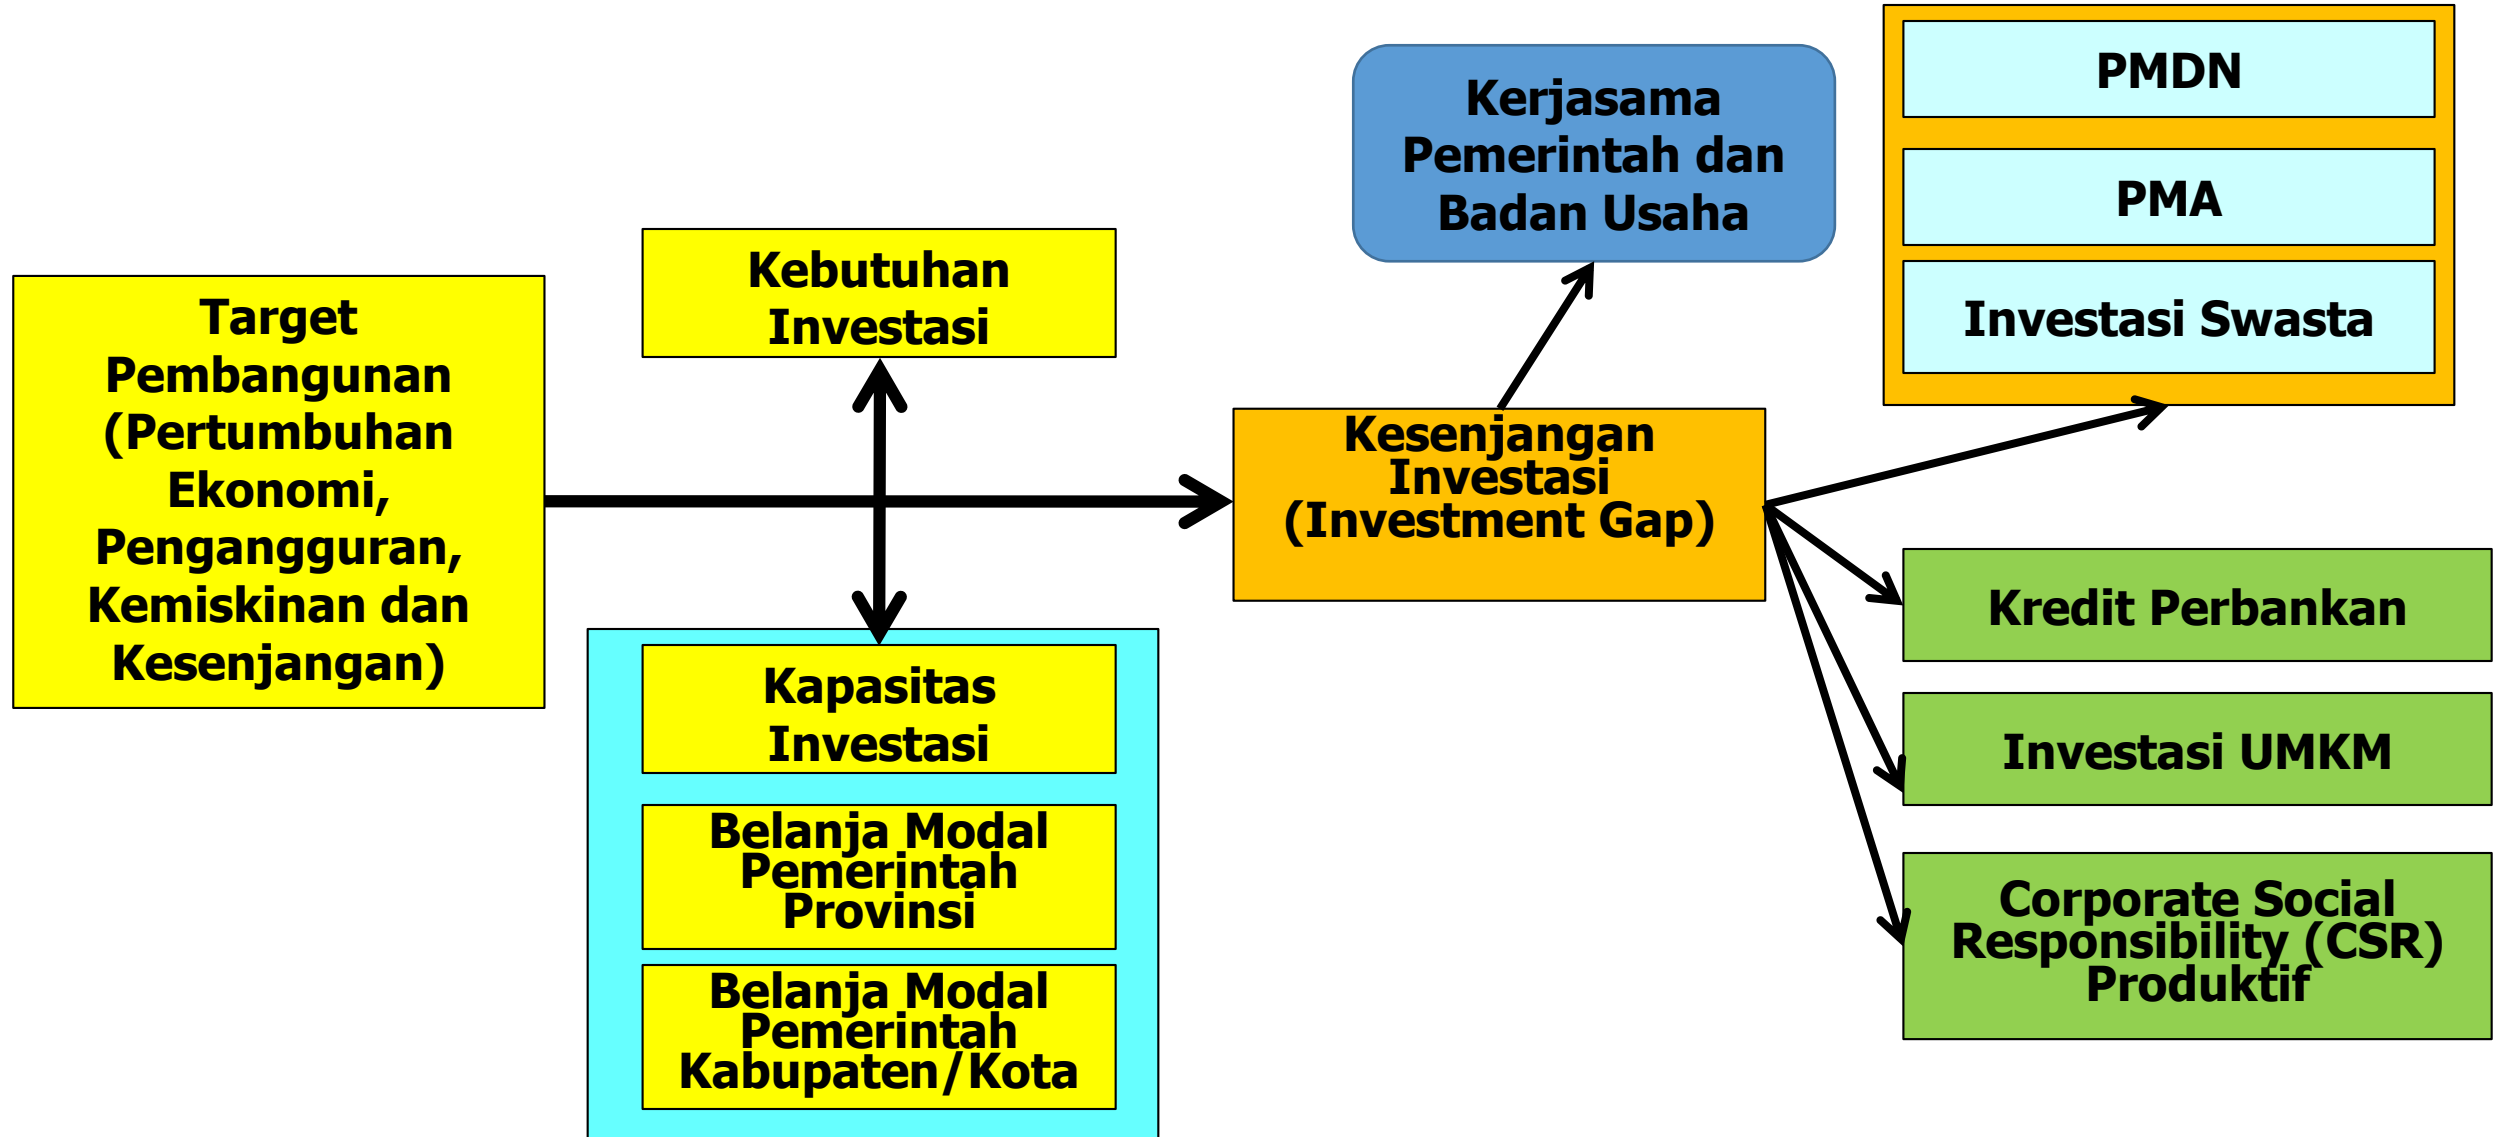 Target
Pembangunan
(Pertumbuhan
Ekonomi,
Pengangguran,
Kemiskinan dan
Kesenjangan)
Kebutuhan
Investasi
Kapasitas
Investasi
Belanja Modal
Pemerintah
Provinsi
Belanja Modal
Pemerintah
Kabupaten/Kota
Kesenjangan
Investasi
(Investment Gap)
Kerjasama
Pemerintah dan
Badan Usaha
PMDN
PMA
Investasi Swasta
Kredit Perbankan
Investasi UMKM
Corporate Social
Responsibility (CSR)
Produktif